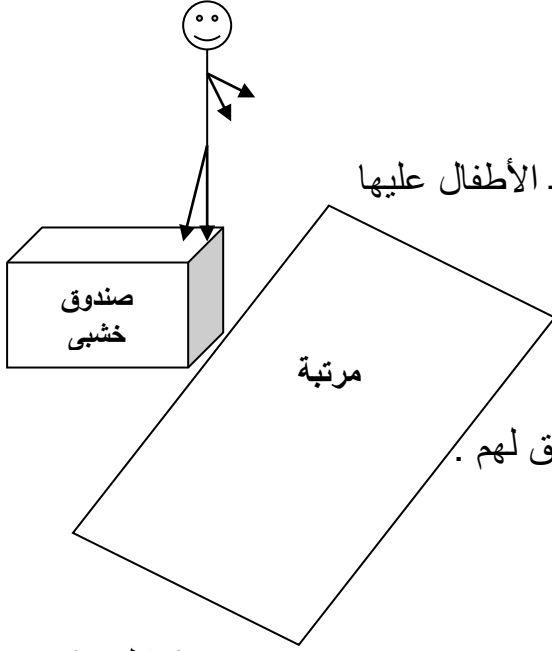 الأطفال عليها
صندوق
خشبى
مرتبة
ق لهم .